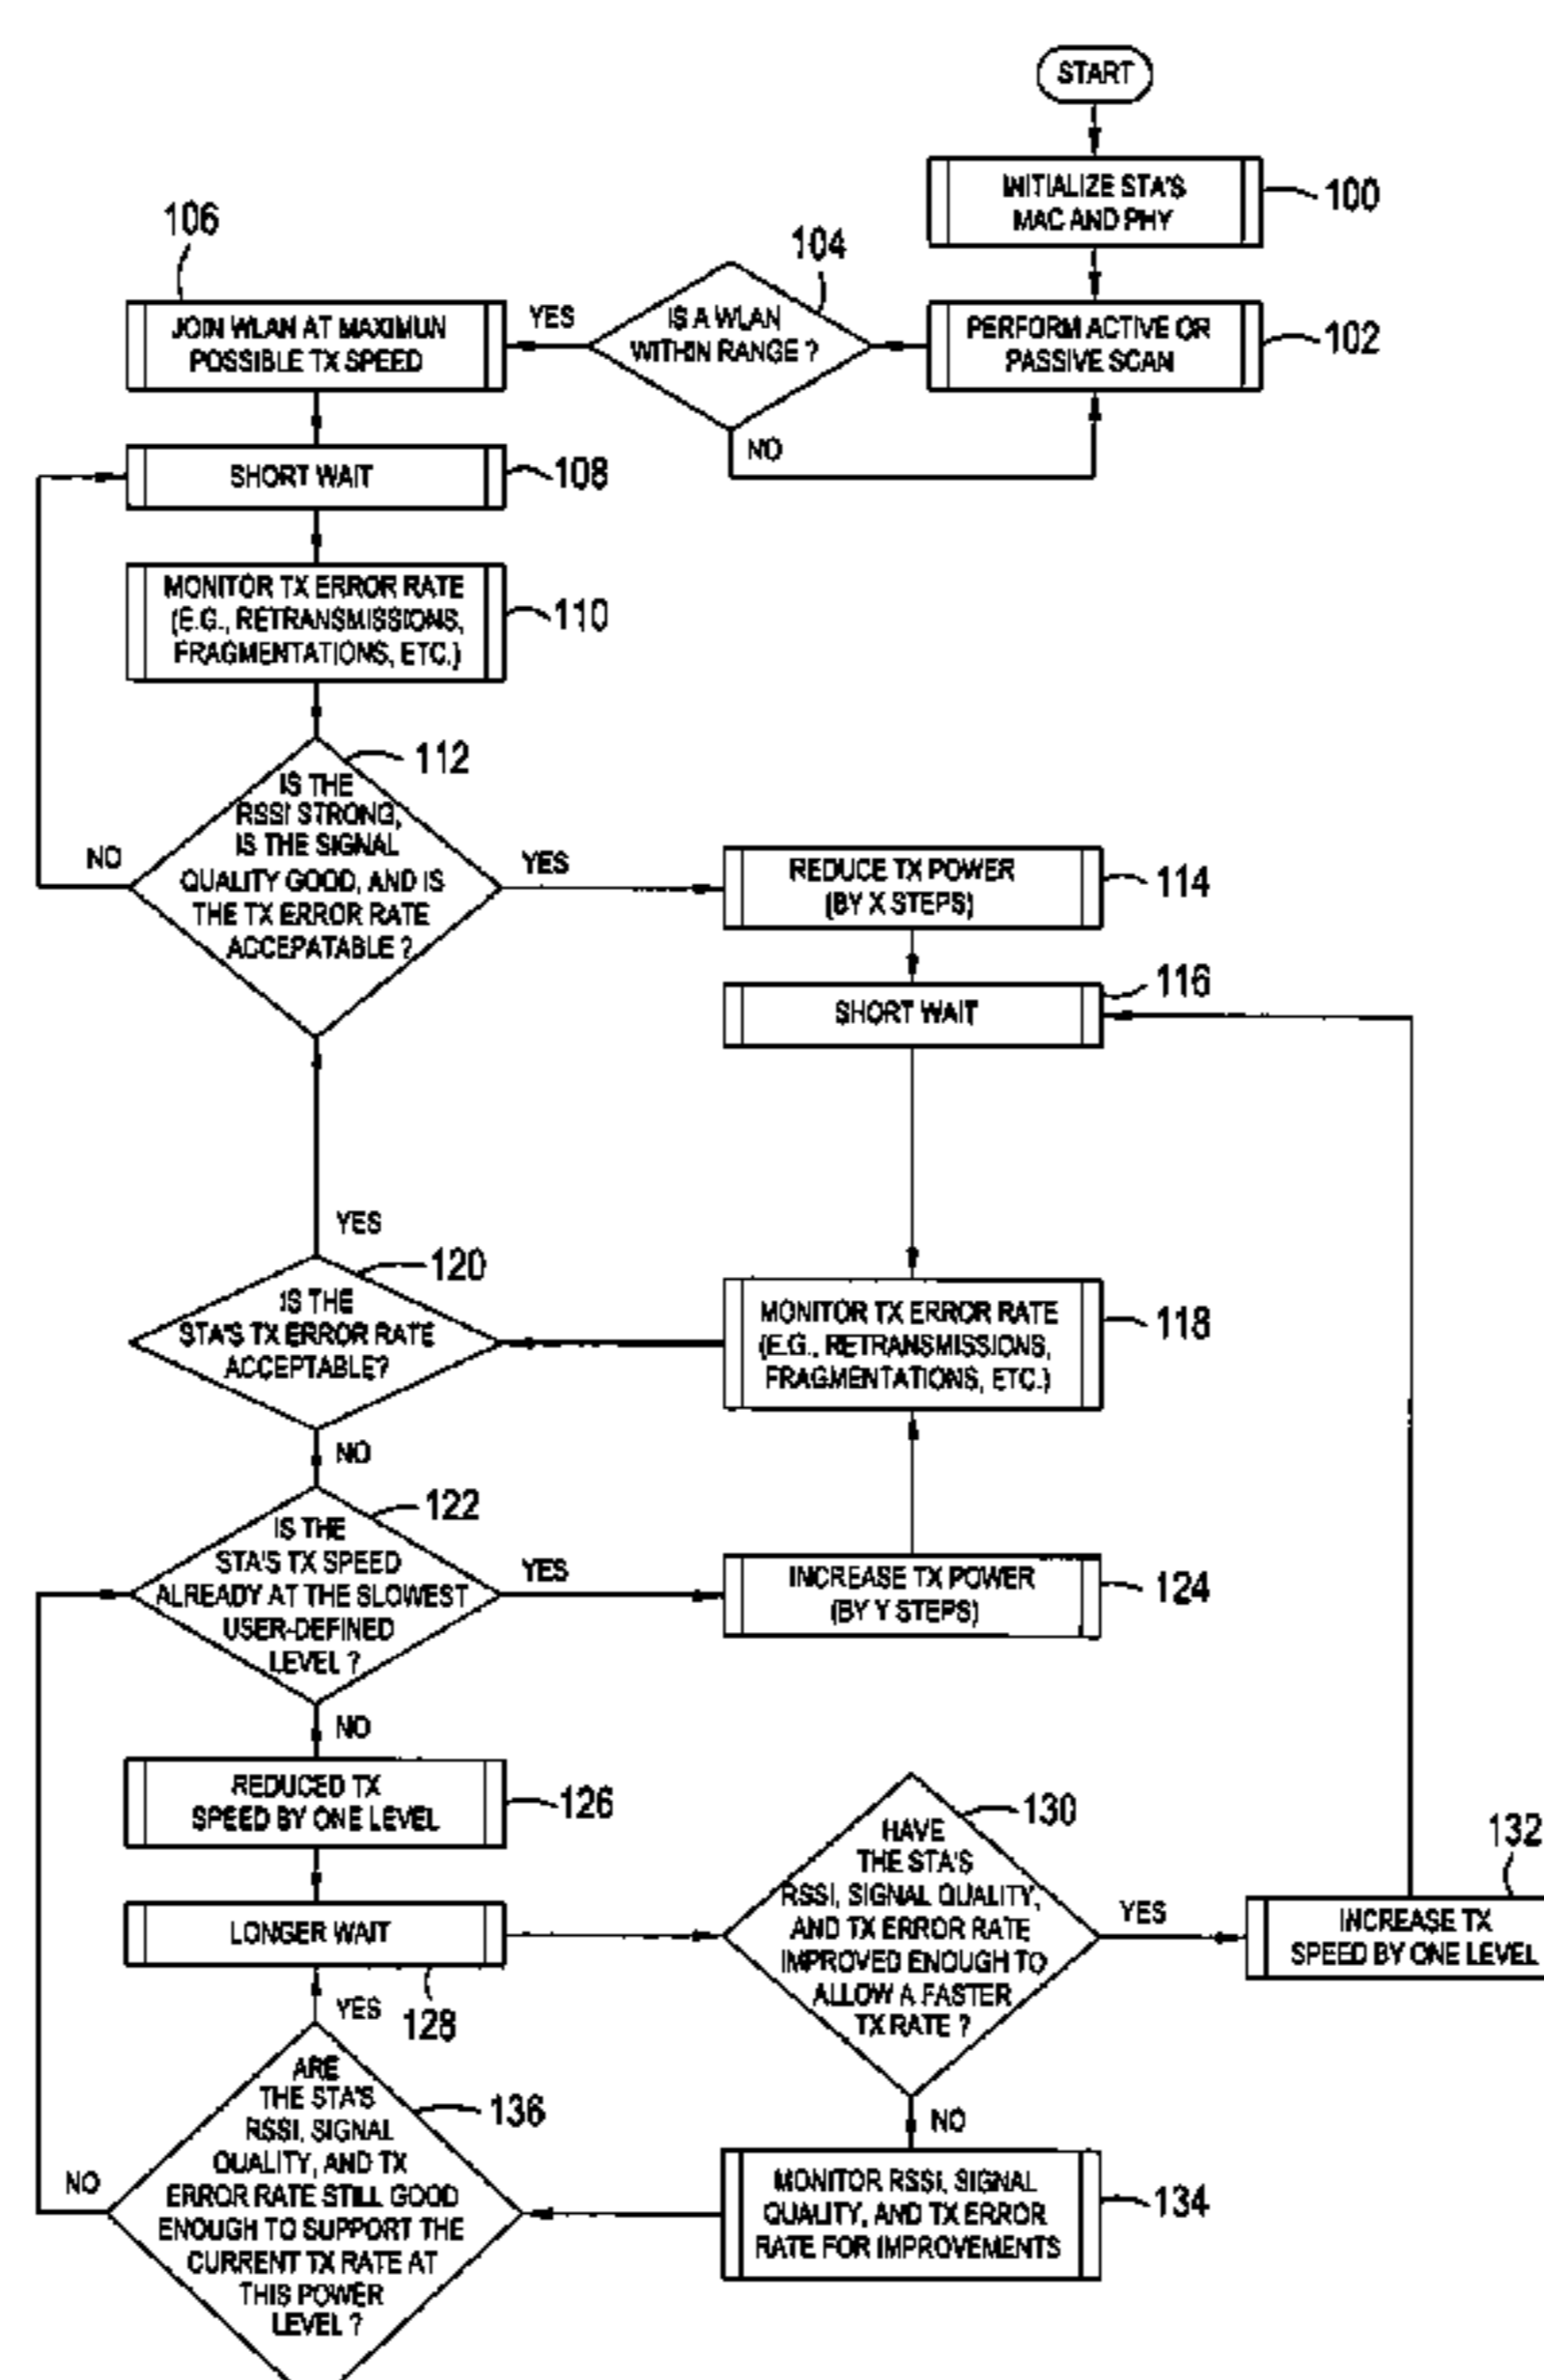 START
INITIALIZE STA'S
MAC AND PHY
100
106
104
JOIN WLAN AT MAXIMUN
POSSIBLE TX SPEED
YES
IS A WLAN
WITHIN RANGE ?
PERFORM ACTIVE OR
PASSIVE SCAN
102
NO
SHORT WAIT
108
MONITOR TX ERROR RATE
(E.G., RETRANSMISSIONS,
FRAGMENTATIONS, ETC.)
110
112
IS THE
RSSI STRONG,
IS THE SIGNAL
QUALITY GOOD, AND IS
THE TX ERROR RATE
ACCEPATABLE ?
NO
YES
REDUCE TX POWER
(BY X STEPS)
114
SHORT WAIT
116
YES
120
IS THE
STA'S TX ERROR RATE
ACCEPTABLE?
MONITOR TX ERROR RATE
(E.G., RETRANSMISSIONS,
FRAGMENTATIONS, ETC.)
118
NO
122
IS THE
STA'S TX SPEED
ALREADY AT THE SLOWEST
USER-DEFINED
LEVEL ?
YES
INCREASE TX POWER
(BY Y STEPS)
124
NO
REDUCED TX
SPEED BY ONE LEVEL
126
130
HAVE
THE STA'S
RSSI, SIGNAL QUALITY,
AND TX ERROR RATE
IMPROVED ENOUGH TO
ALLOW A FASTER
TX RATE ?
YES
132
INCREASE TX
SPEED BY ONE LEVEL
LONGER WAIT
128
YES
NO
136
ARE
THE STA'S
RSSI, SIGNAL
QUALITY, AND TX
ERROR RATE STILL GOOD
ENOUGH TO SUPPORT THE
CURRENT TX RATE AT
THIS POWER
LEVEL ?
NO
MONITOR RSSI, SIGNAL
QUALITY, AND TX ERROR
RATE FOR IMPROVEMENTS
134